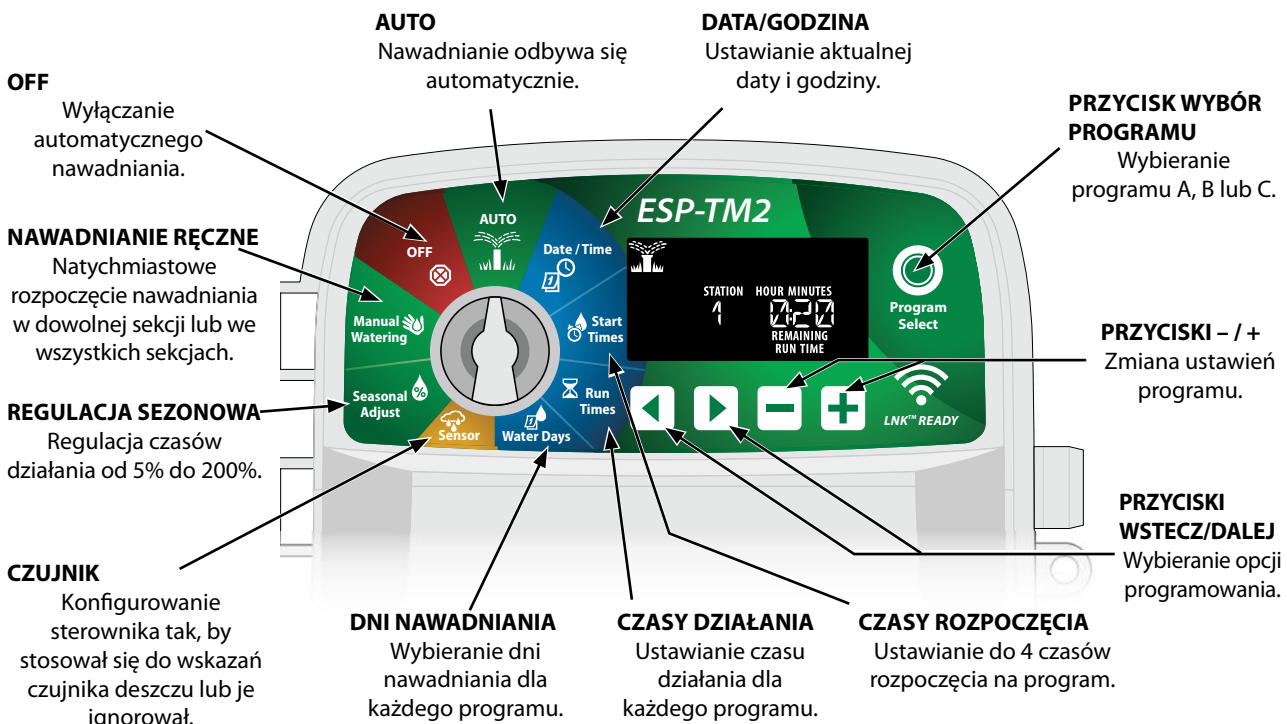 AUTO
Nawadnianie odbywa się
automatycznie.
DATA/GODZINA
Ustawianie aktualnej
daty i godziny.
OFF
Wyłączanie
automatycznego
nawadniania.
PRZYCISK WYBÓR
PROGRAMU
Wybieranie
programu A, B lub C.
NAWADNIANIE RĘCZNE
Natychmiastowe
rozpoczęcie nawadniania
w dowolnej sekcji lub we
wszystkich sekcjach.
REGULACJA SEZONOWA
Regulacja czasów
działania od 5% do 200%.
CZUJNIK
Konfigurowanie
sterownika tak, by
stosował się do wskazań
czujnika deszczu lub je
ignorował.
ESP-TM2
OFF
AUTO
Date / Time
1
Start
Times
Run
Times
Water Days
1
Sensor
Seasonal
Adjust
%
Manual
Watering
STATION HOUR MINUTES
1 0:20
REMAINING
RUN TIME
Program
Select
LNK™ READY
PRZYCISKI – / +
Zmiana ustawień
programu.
PRZYCISKI
WSTECZ/DALEJ
Wybieranie opcji
programowania.
DNI NAWADNIANIA
Wybieranie dni
nawadniania dla
każdego programu.
CZASY DZIAŁANIA
Ustawianie czasu
działania dla
każdego programu.
CZASY ROZPOCZĘCIA
Ustawianie do 4 czasów
rozpoczęcia na program.